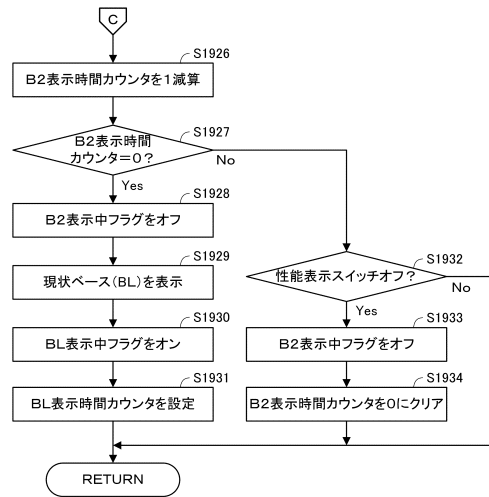 C
S1926
B2表示時間カウンタを1減算
S1927
B2表示時間
カウンタ=0?
No
Yes
S1928
B2表示中フラグをオフ
S1929
現状ベース(BL)を表示
S1930
BL表示中フラグをオン
S1931
BL表示時間カウンタを設定
S1932
性能表示スイッチオフ?
No
Yes
S1933
B2表示中フラグをオフ
S1934
B2表示時間カウンタを0にクリア
RETURN